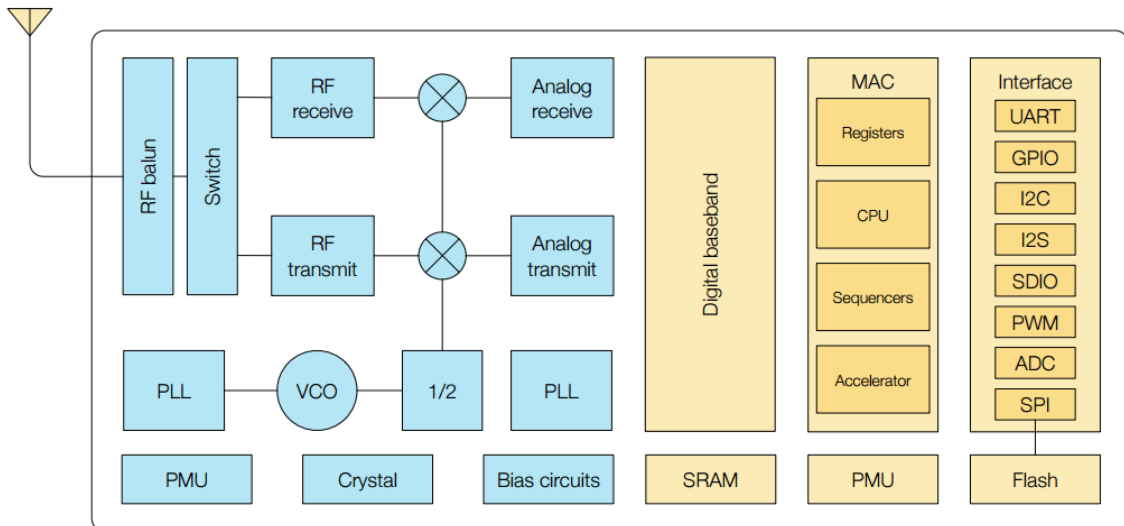 RF balun
Switch
RF
receive
Analog
receive
RF
transmit
Analog
transmit
PLL
VCO
1/2
PLL
PMU
Crystal
Bias circuits
Digital baseband
SRAM
MAC
Registers
CPU
Sequencers
Accelerator
PMU
Interface
UART
GPIO
I2C
I2S
SDIO
PWM
ADC
SPI
Flash